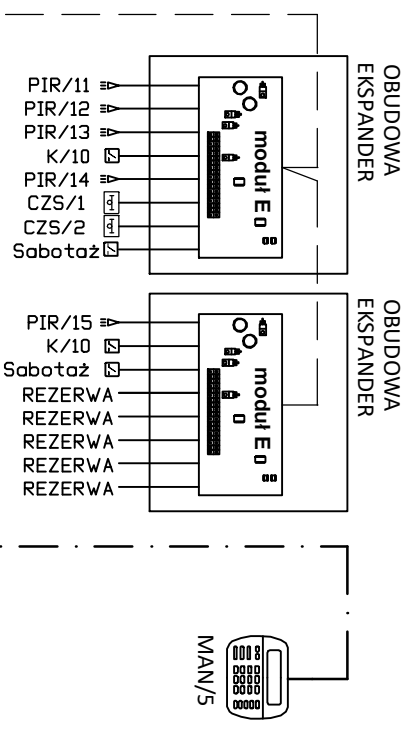 OBUDOWA
EKSPANDER
PIR/11
PIR/12
PIR/13
K/10
PIR/14
CZS/1
CZS/2
Sabotaż
moduł E
OBUDOWA
EKSPANDER
PIR/15
K/10
Sabotaż
REZERWA
REZERWA
REZERWA
REZERWA
REZERWA
moduł E
MAN/5